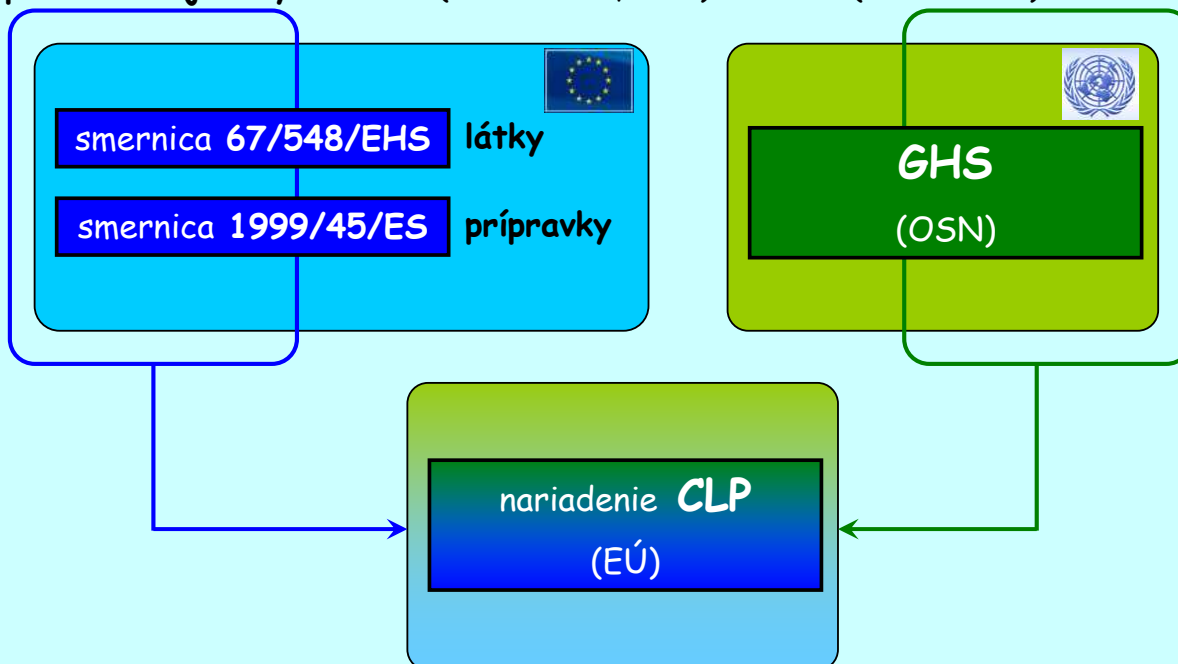 smernica 67/548/EHS látky
smernica 1999/45/ES prípravky
GHS
(OSN)
nariadenie CLP
(EÚ)